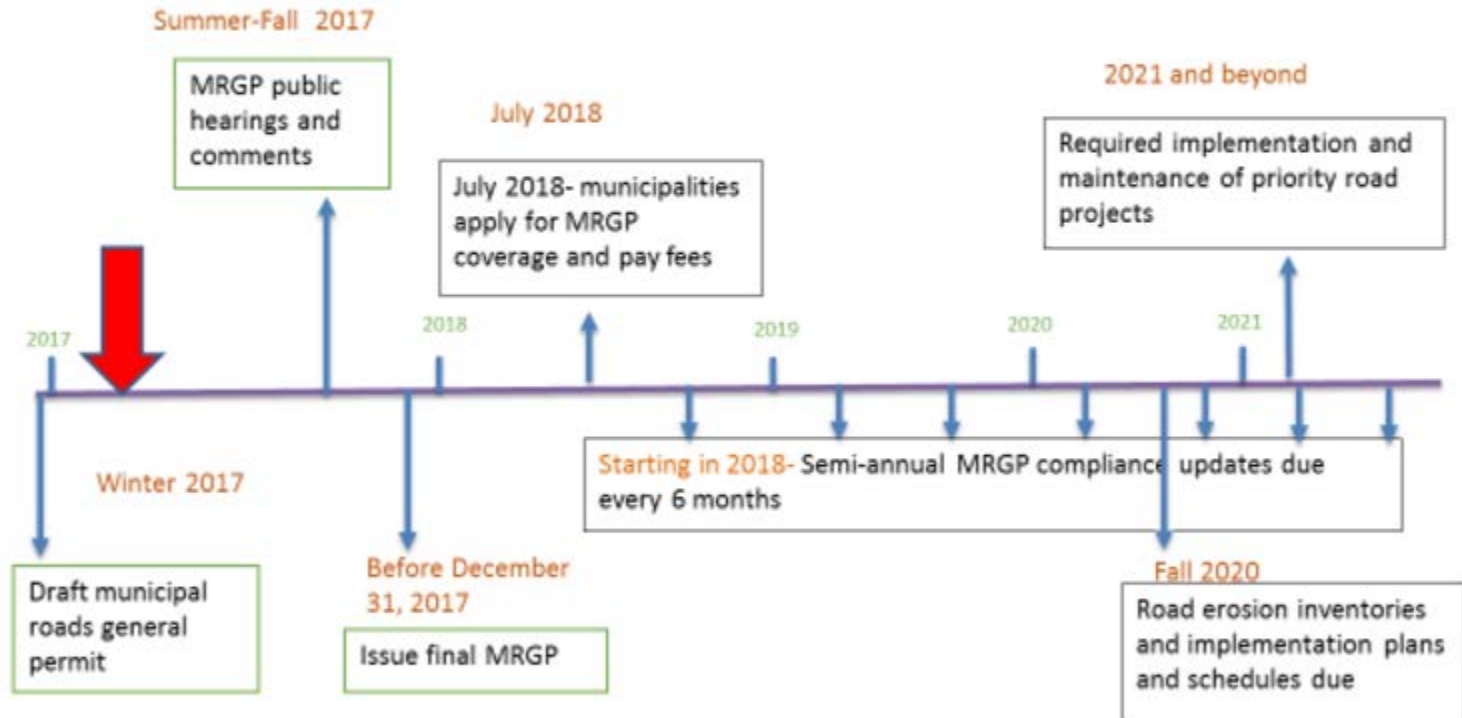 Summer-Fall 2017
MRGP public
hearings and
comments
July 2018
July 2018- municipalities
apply for MRGP
coverage and pay fees
2021 and beyond
Required implementation and
maintenance of priority road
projects
2017
2018
2019
2020
2021
Winter 2017
Draft municipal
roads general
permit
Before December
31, 2017
Issue final MRGP
Starting in 2018- Semi-annual MRGP compliance updates due
every 6 months
Fall 2020
Road erosion inventories
and implementation plans
and schedules due